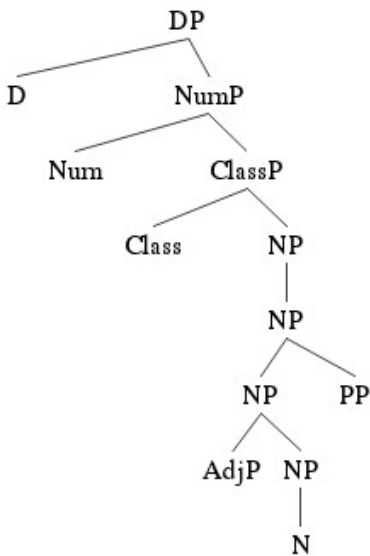 DP
D NumP
Num ClassP
Class NP
NP
NP PP
AdjP NP
N